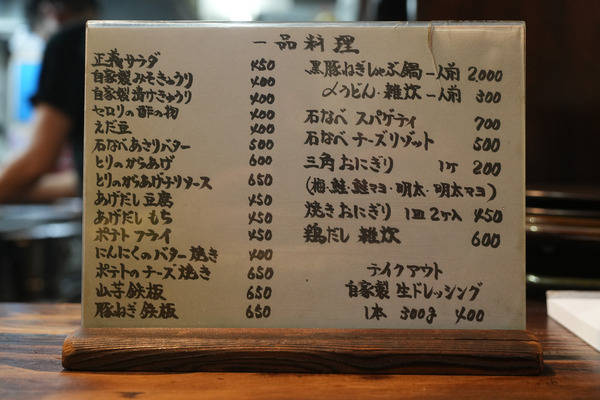 一品料理
正義サラダ 450
自家製みそきゅうり 400
自家製漬けきゅうり 400
セロリの酢の物 400
えだ豆 400
石なべあさりバター 500
とりのからあげ 600
とりのからあげチリソース 650
あげだし豆腐 450
あげだしもち 450
ポテトフライ 450
にんにくのバター焼き 400
ポテトのチーズ焼き 650
山芋鉄板 650
豚ねぎ鉄板 650
黒豚ねぎしゃぶ鍋 一人前 2,000
〆うどん・雑炊 一人前 300
石なべ スパゲティ 700
石なべ チーズリゾット 500
三角おにぎり 1ケ 200
(梅・鮭・鮭マヨ・明太・明太マヨ)
焼きおにぎり 1皿2ケ入 450
鶏だし 雑炊 600
テイクアウト
自家製 生ドレッシング
1本 300g 400